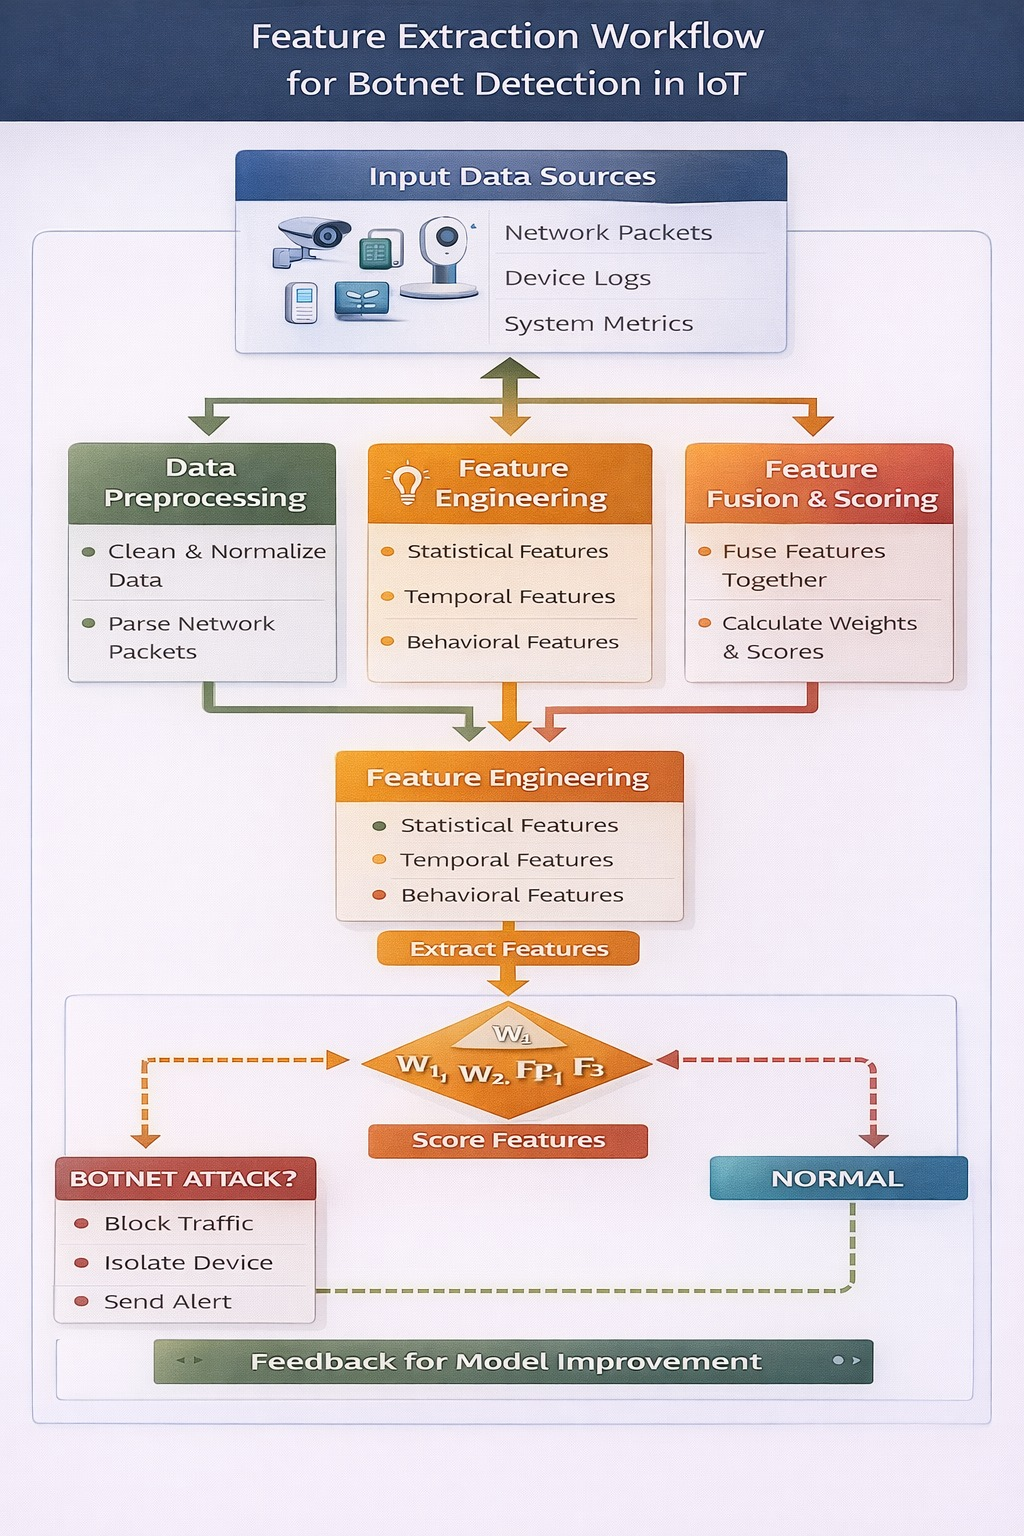 Feature Extraction Workflow
for Botnet Detection in IoT
Input Data Sources
Network Packets
Device Logs
System Metrics
Data
Preprocessing
Clean & Normalize
Data
Parse Network
Packets
Feature
Engineering
Statistical Features
Temporal Features
Behavioral Features
Feature
Fusion & Scoring
Fuse Features
Together
Calculate Weights
& Scores
Feature Engineering
Statistical Features
Temporal Features
Behavioral Features
Extract Features
W₁, W₂. F₃
Score Features
BOTNET ATTACK?
Block Traffic
Isolate Device
Send Alert
NORMAL
Feedback for Model Improvement